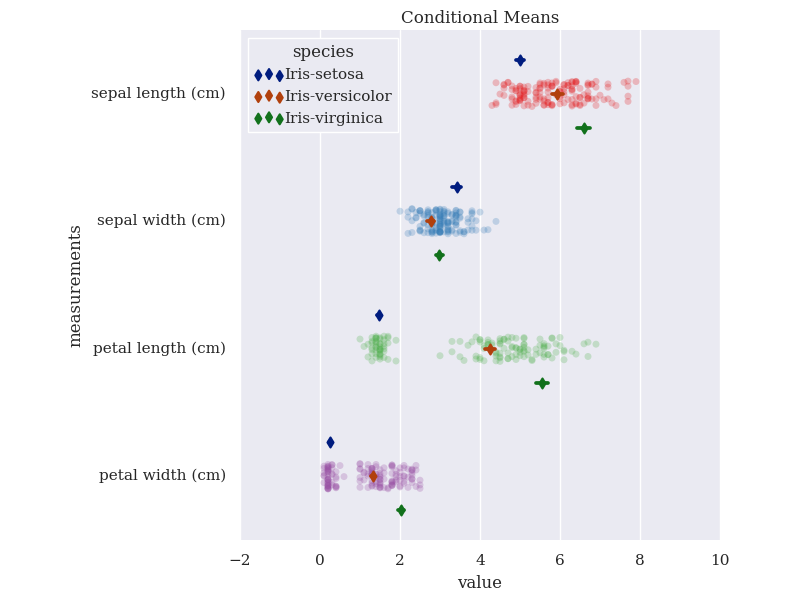 Conditional Means
species
Iris-setosa
Iris-versicolor
Iris-virginica
sepal length (cm)
sepal width (cm)
petal length (cm)
petal width (cm)
measurements
−2 0 2 4 6 8 10
value